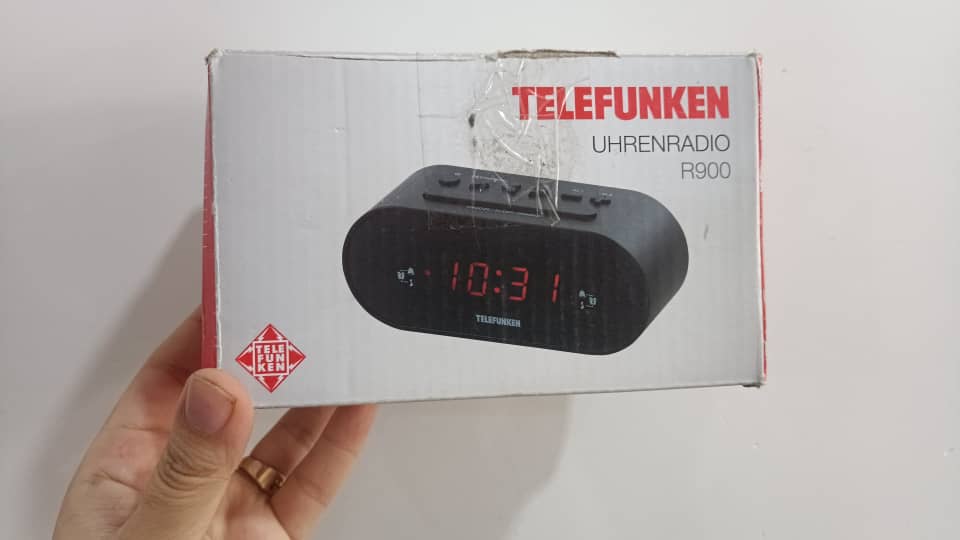 TELEFUNKEN
UHRENRADIO
R900
10:31
TELEFUNKEN
TELE
FUN
KEN